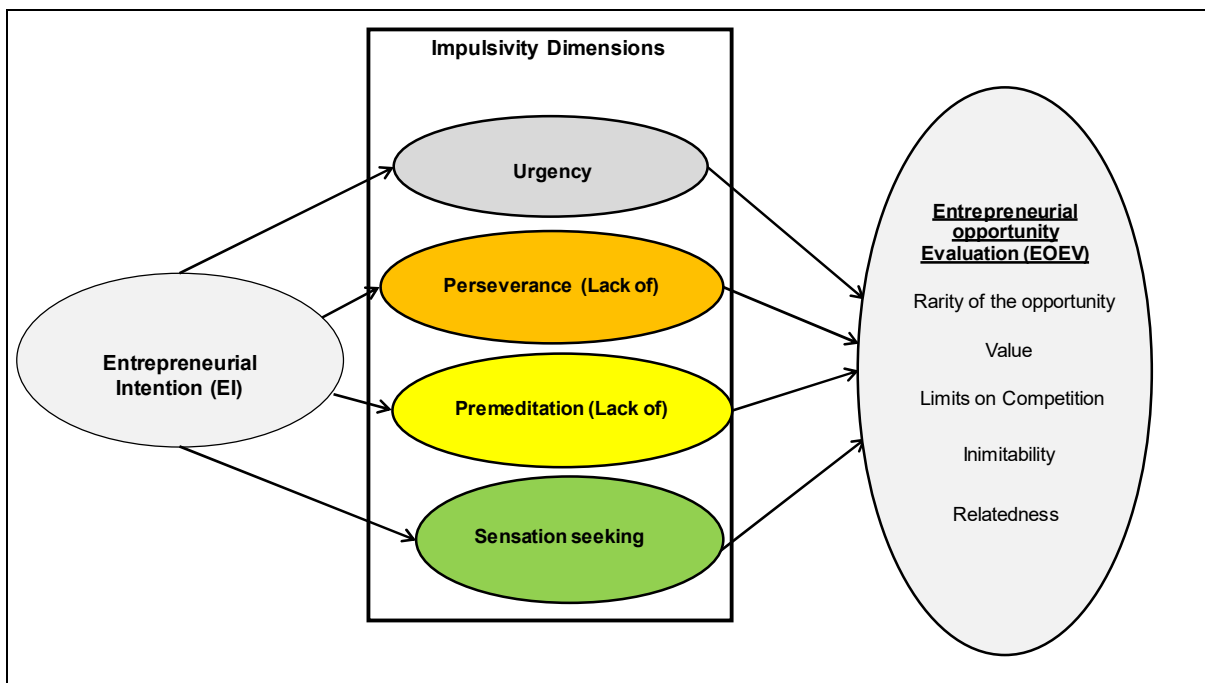 Impulsivity Dimensions
Urgency
Perseverance (Lack of)
Premeditation (Lack of)
Sensation seeking
Entrepreneurial
Intention (EI)
Entrepreneurial
opportunity
Evaluation (EOEV)
Rarity of the opportunity
Value
Limits on Competition
Inimitability
Relatedness